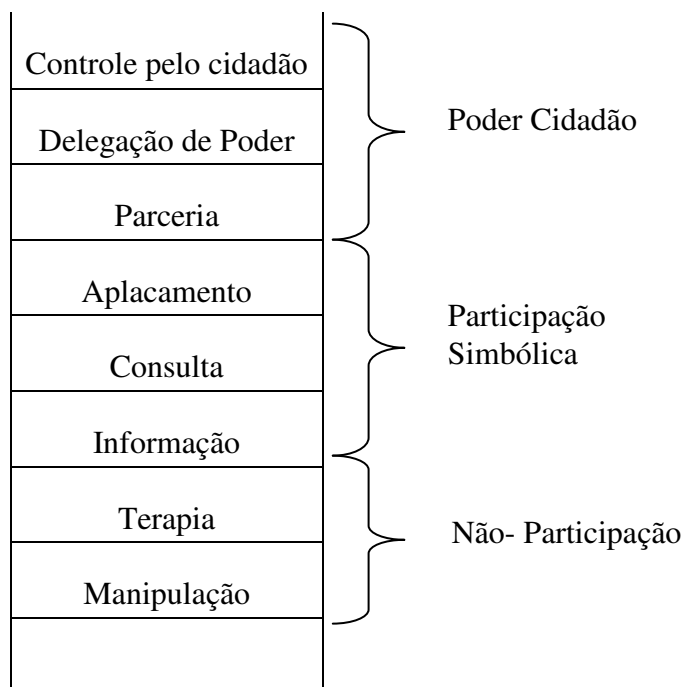 Controle pelo cidadão
Delegação de Poder
Parceria
Aplacamento
Consulta
Informação
Terapia
Manipulação
Poder Cidadão
Participação
Simbólica
Não- Participação